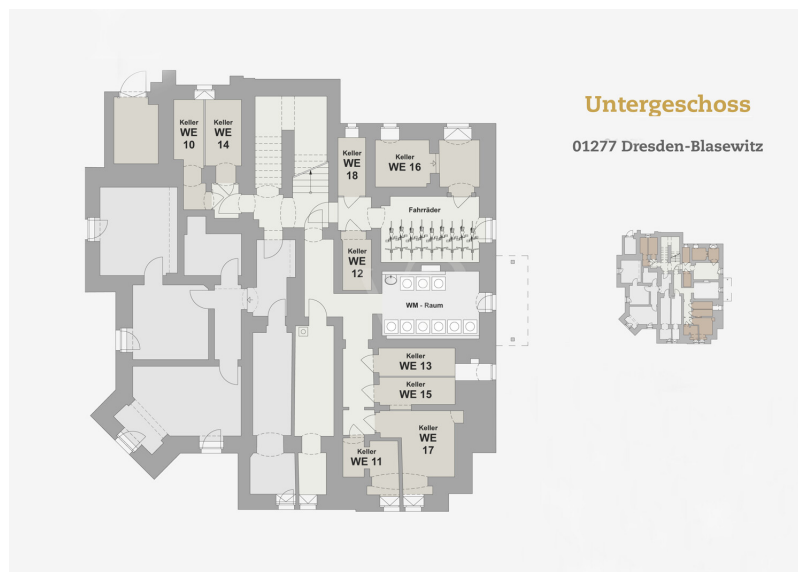 Untergeschoss
01277 Dresden-Blasewitz
Keller
WE
10
Keller
WE
14
Keller
WE
18
Keller
WE 16
Fahrräder
Keller
WE
12
WM - Raum
Keller
WE 13
Keller
WE 15
Keller
WE
17
Keller
WE 11